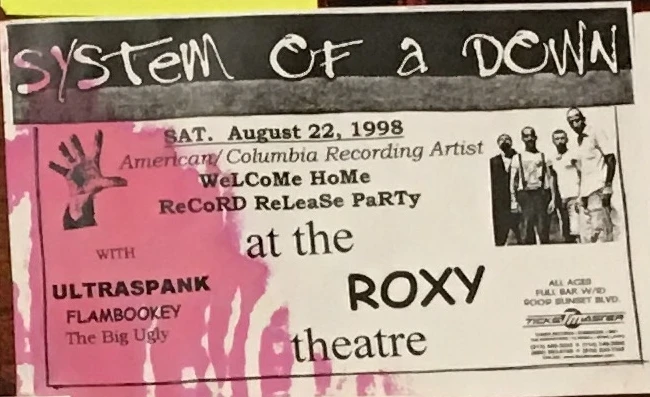 SYSTEM OF A DOWN
SAT. August 22, 1998
American/Columbia Recording Artist
WeLCoMe HoMe
ReCoRD ReLeaSe PaRTy
at the
ROXY
theatre
WITH
ULTRASPANK
FLAMBOOKEY
The Big Ugly
ALL AGES
FULL BAR W/ID
9009 SUNSET BLVD.
TICKETMASTER